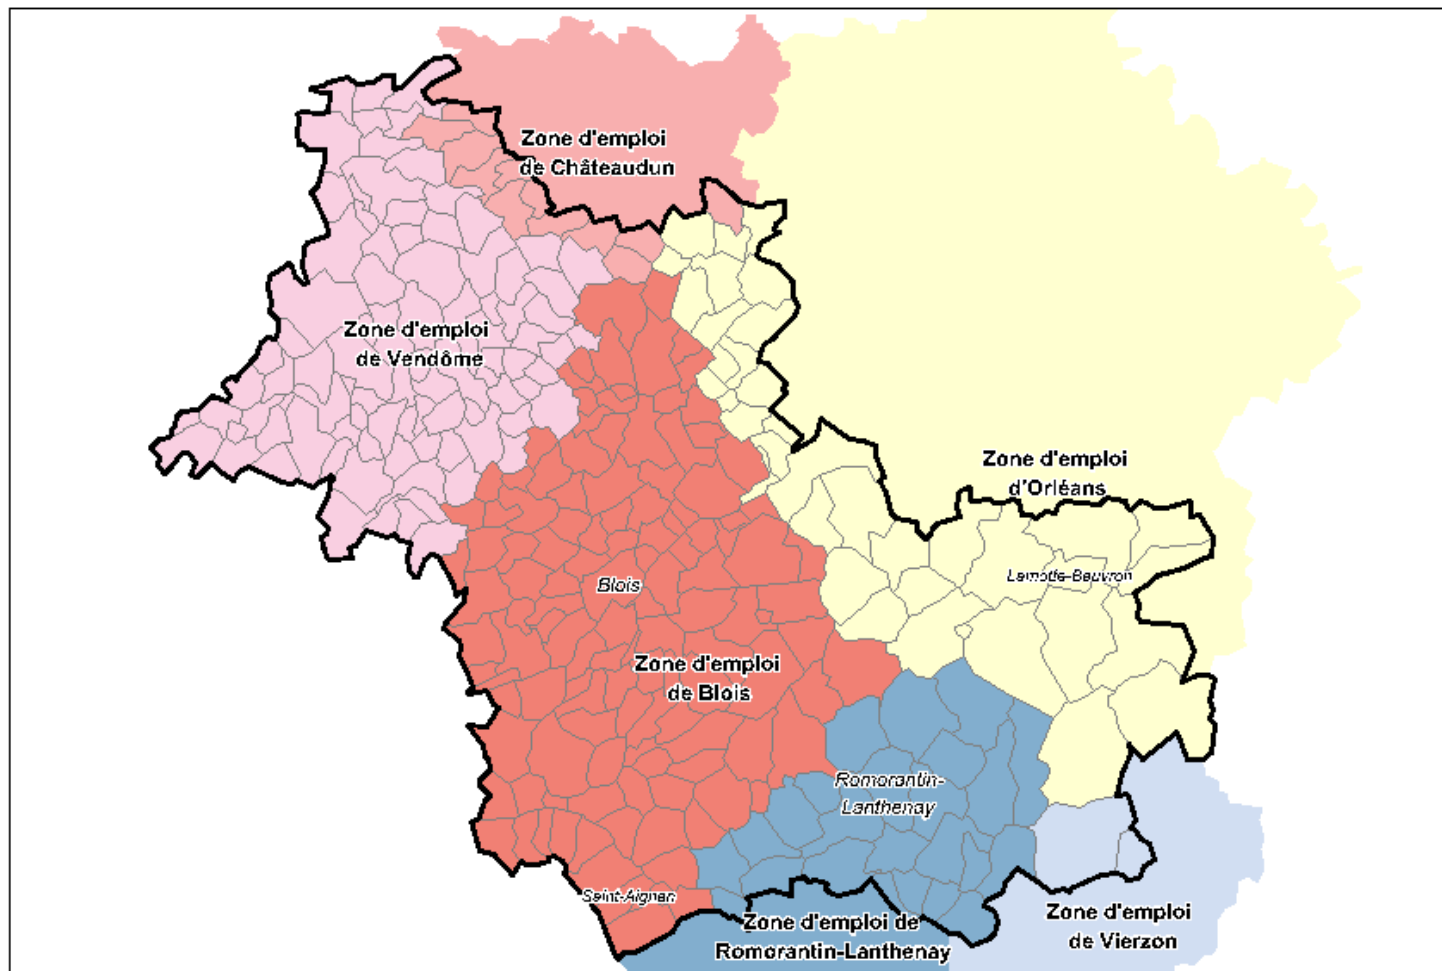 Zone d'emploi
de Châteaudun
Zone d'emploi
de Vendôme
Zone d'emploi
d'Orléans
Lamotte-Beuvron
Blois
Zone d'emploi
de Blois
Romorantin-
Lanthenay
Saint-Aignan
Zone d'emploi de
Romorantin-Lanthenay
Zone d'emploi
de Vierzon